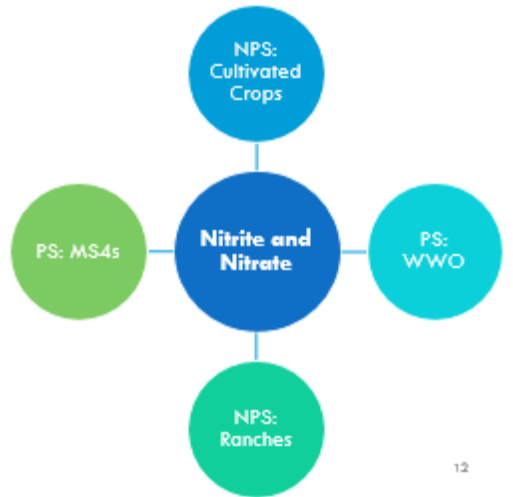 NPS:
Cultivated
Crops
PS: MS4s
Nitrite and
Nitrate
PS:
WWO
NPS:
Ranches
12